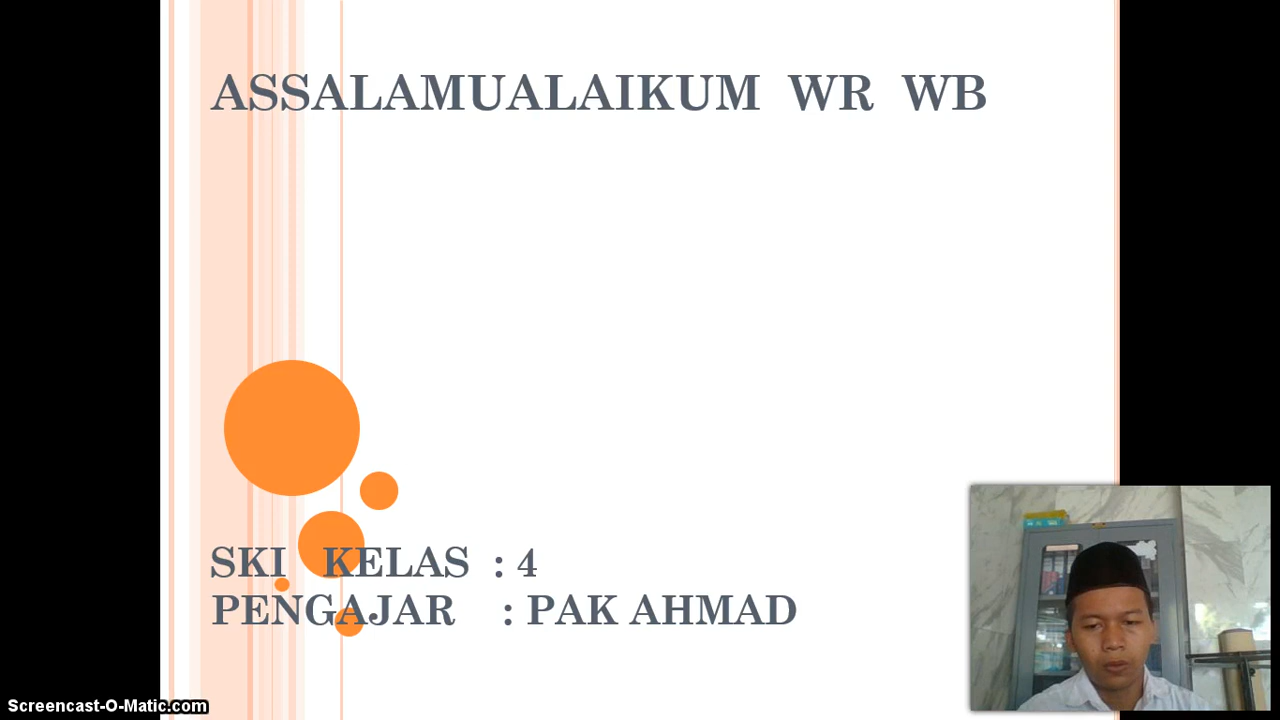 ASSALAMUALAIKUM WR WB
SKI KELAS : 4
PENGAJAR : PAK AHMAD
Screencast-O-Matic.com